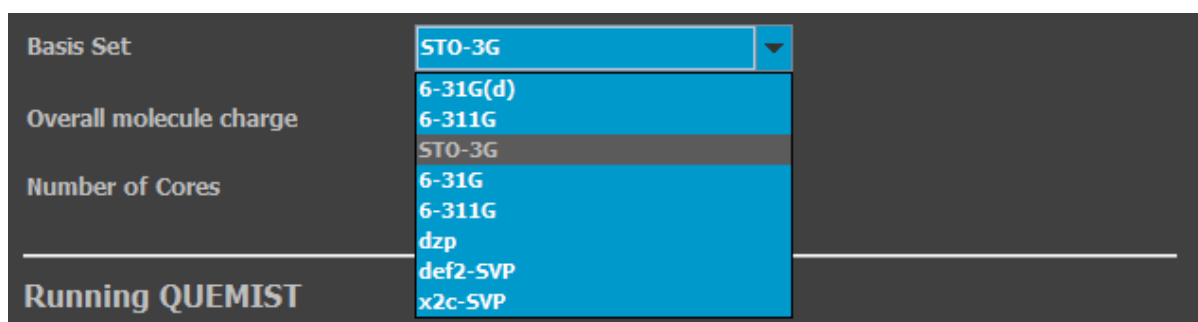 Basis Set
STO-3G
6-31G(d)
Overall molecule charge
6-311G
STO-3G
Number of Cores
6-31G
6-311G
dzp
def2-SVP
Running QUEMIST
x2c-SVP